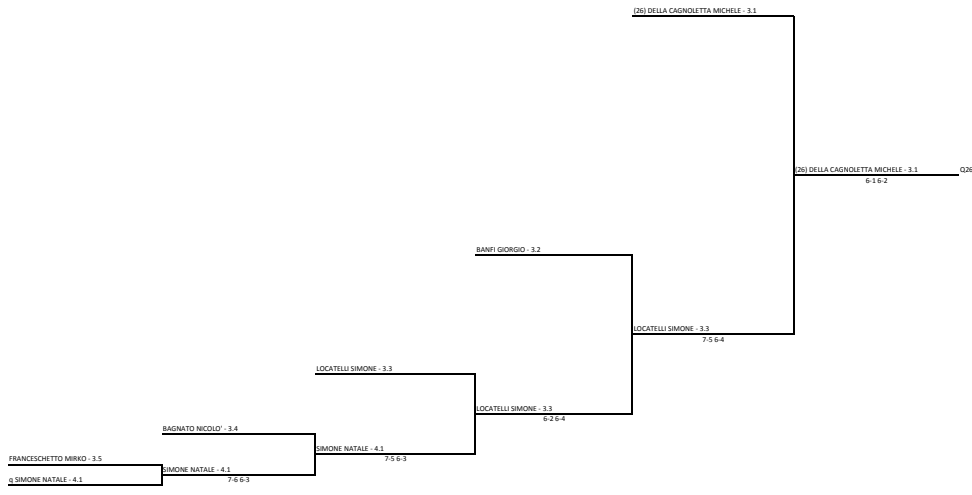 (26) DELLA CAGNOLETTA MICHELE - 3.1
(26) DELLA CAGNOLETTA MICHELE - 3.1
Q26
6-1 6-2
BANFI GIORGIO - 3.2
LOCATELLI SIMONE - 3.3
7-5 6-4
LOCATELLI SIMONE - 3.3
LOCATELLI SIMONE - 3.3
6-2 6-4
BAGNATO NICOLO' - 3.4
SIMONE NATALE - 4.1
7-5 6-3
FRANCESCHETTO MIRKO - 3.5
SIMONE NATALE - 4.1
7-6 6-3
q SIMONE NATALE - 4.1